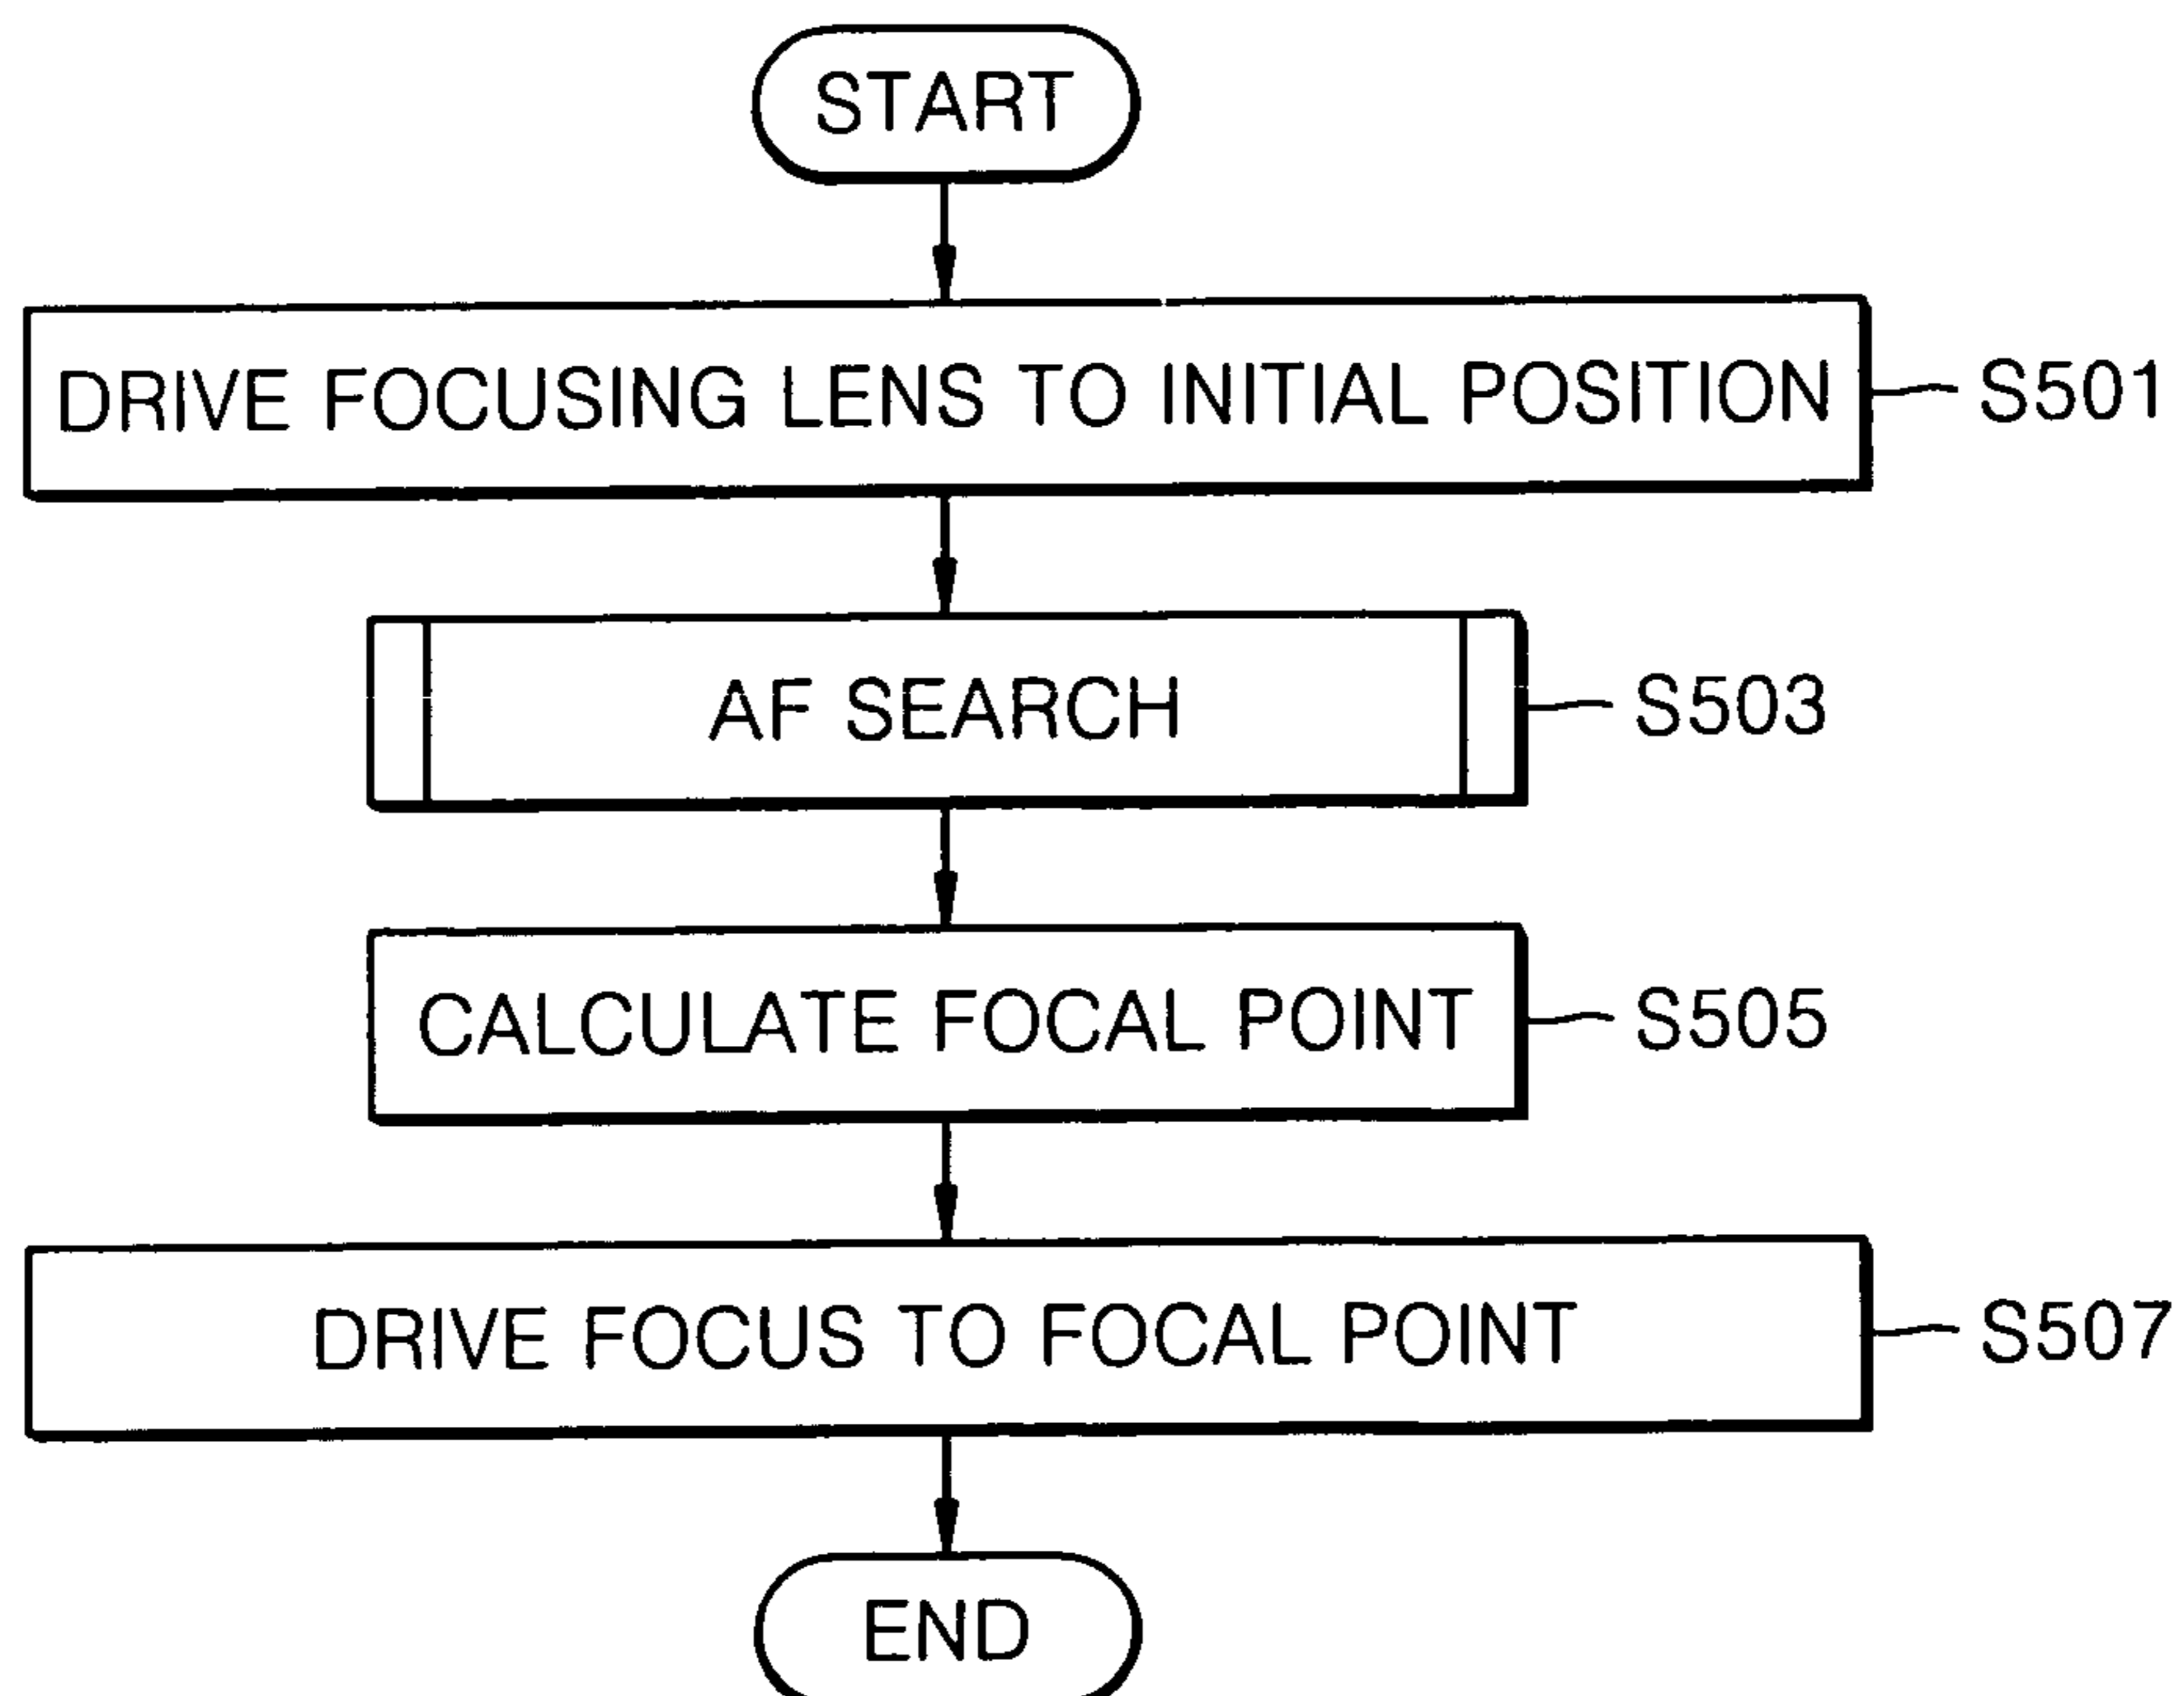 START
DRIVE FOCUSING LENS TO INITIAL POSITION
S501
AF SEARCH
S503
CALCULATE FOCAL POINT
S505
DRIVE FOCUS TO FOCAL POINT
S507
END